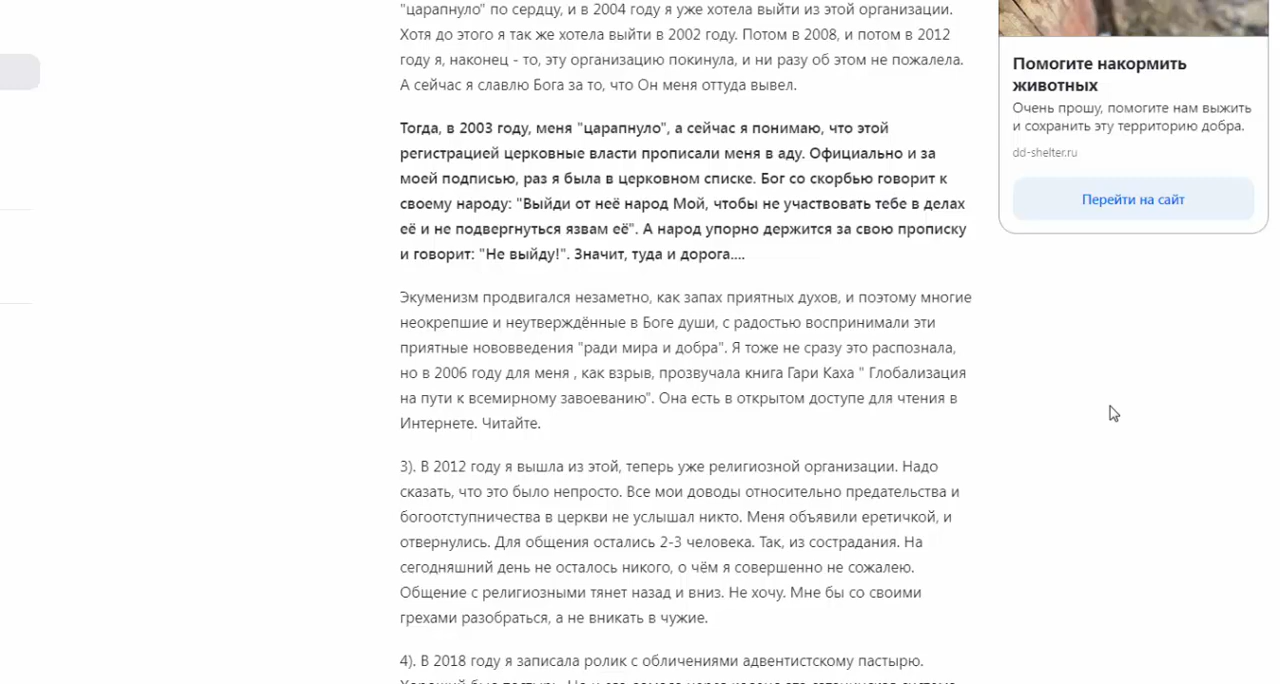 "царапнуло" по сердцу, и в 2004 году я уже хотела выйти из этой организации.
Хотя до этого я так же хотела выйти в 2002 году. Потом в 2008, и потом в 2012
году я, наконец - то, эту организацию покинула, и ни разу об этом не пожалела.
А сейчас я славлю Бога за то, что Он меня оттуда вывел.
Тогда, в 2003 году, меня "царапнуло", а сейчас я понимаю, что этой
регистрацией церковные власти прописали меня в аду. Официально и за
моей подписью, раз я была в церковном списке. Бог со скорбью говорит к
своему народу: "Выйди от неё народ Мой, чтобы не участвовать тебе в делах
её и не подвергнуться язвам её". А народ упорно держится за свою прописку
и говорит: "Не выйду!". Значит, туда и дорога....
Экуменизм продвигался незаметно, как запах приятных духов, и поэтому многие
неокрепшие и неутверждённые в Боге души, с радостью воспринимали эти
приятные нововведения "ради мира и добра". Я тоже не сразу это распознала,
но в 2006 году для меня , как взрыв, прозвучала книга Гари Каха " Глобализация
на пути к всемирному завоеванию". Она есть в открытом доступе для чтения в
Интернете. Читайте.
3). В 2012 году я вышла из этой, теперь уже религиозной организации. Надо
сказать, что это было непросто. Все мои доводы относительно предательства и
богоотступничества в церкви не услышал никто. Меня объявили еретичкой, и
отвернулись. Для общения остались 2-3 человека. Так, из сострадания. На
сегодняшний день не осталось никого, о чём я совершенно не сожалею.
Общение с религиозными тянет назад и вниз. Не хочу. Мне бы со своими
грехами разобраться, а не вникать в чужие.
4). В 2018 году я записала ролик с обличениями адвентистскому пастырю.
Помогите накормить
животных
Очень прошу, помогите нам выжить
и сохранить эту территорию добра.
dd-shelter.ru
Перейти на сайт